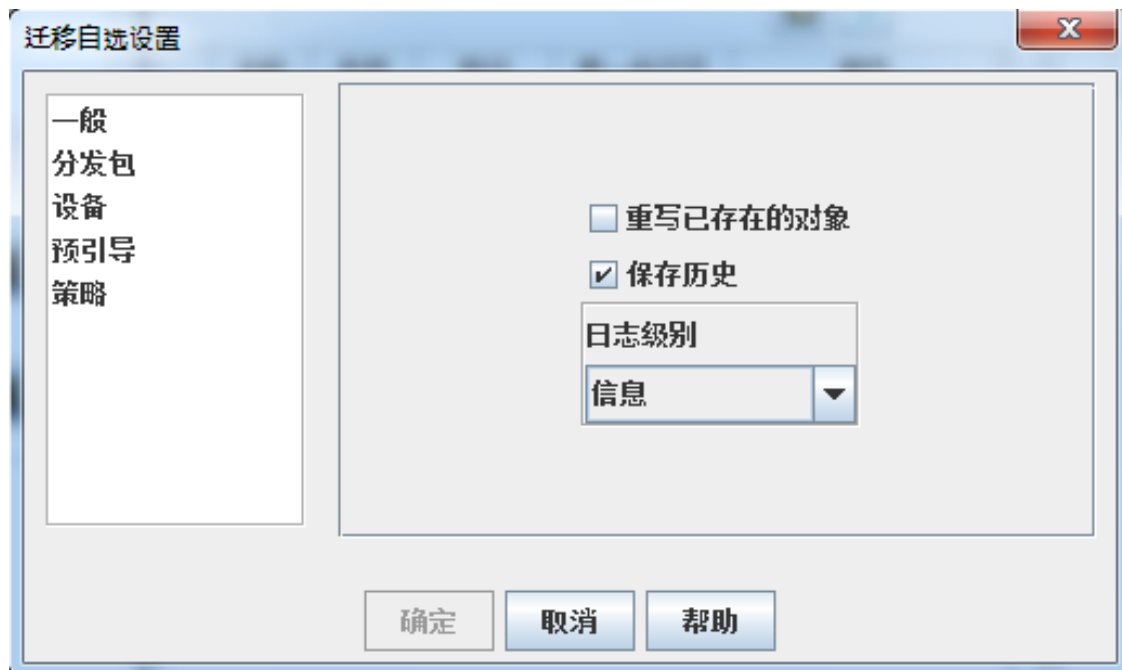 迁移自选设置
一般
分发包
设备
预引导
策略
重写已存在的对象
保存历史
日志级别
信息
确定
取消
帮助